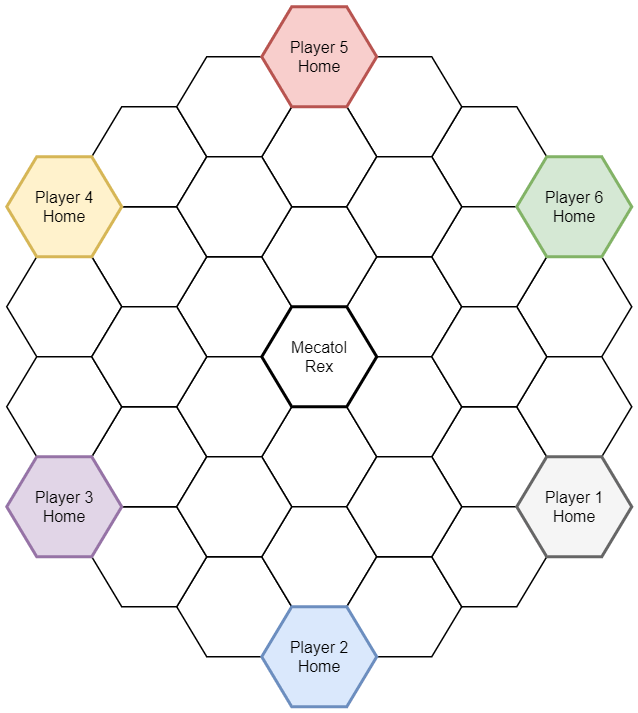 Player 5
Home
Player 4
Home
Player 6
Home
Mecatol
Rex
Player 3
Home
Player 1
Home
Player 2
Home